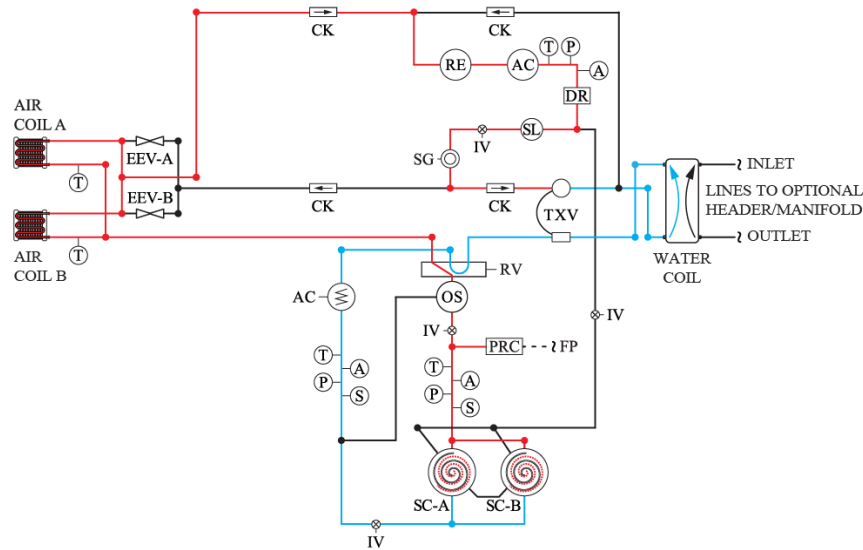 CK
CK
RE
AC
T
P
A
DR
AIR
COIL A
EEV-A
IV
SL
SG
T
INLET
EEV-B
CK
CK
TXV
LINES TO OPTIONAL
HEADER/MANIFOLD
OUTLET
AIR
COIL B
T
WATER
COIL
RV
AC
OS
IV
IV
PRC
FP
T
A
P
S
T
A
P
S
SC-A
SC-B
IV